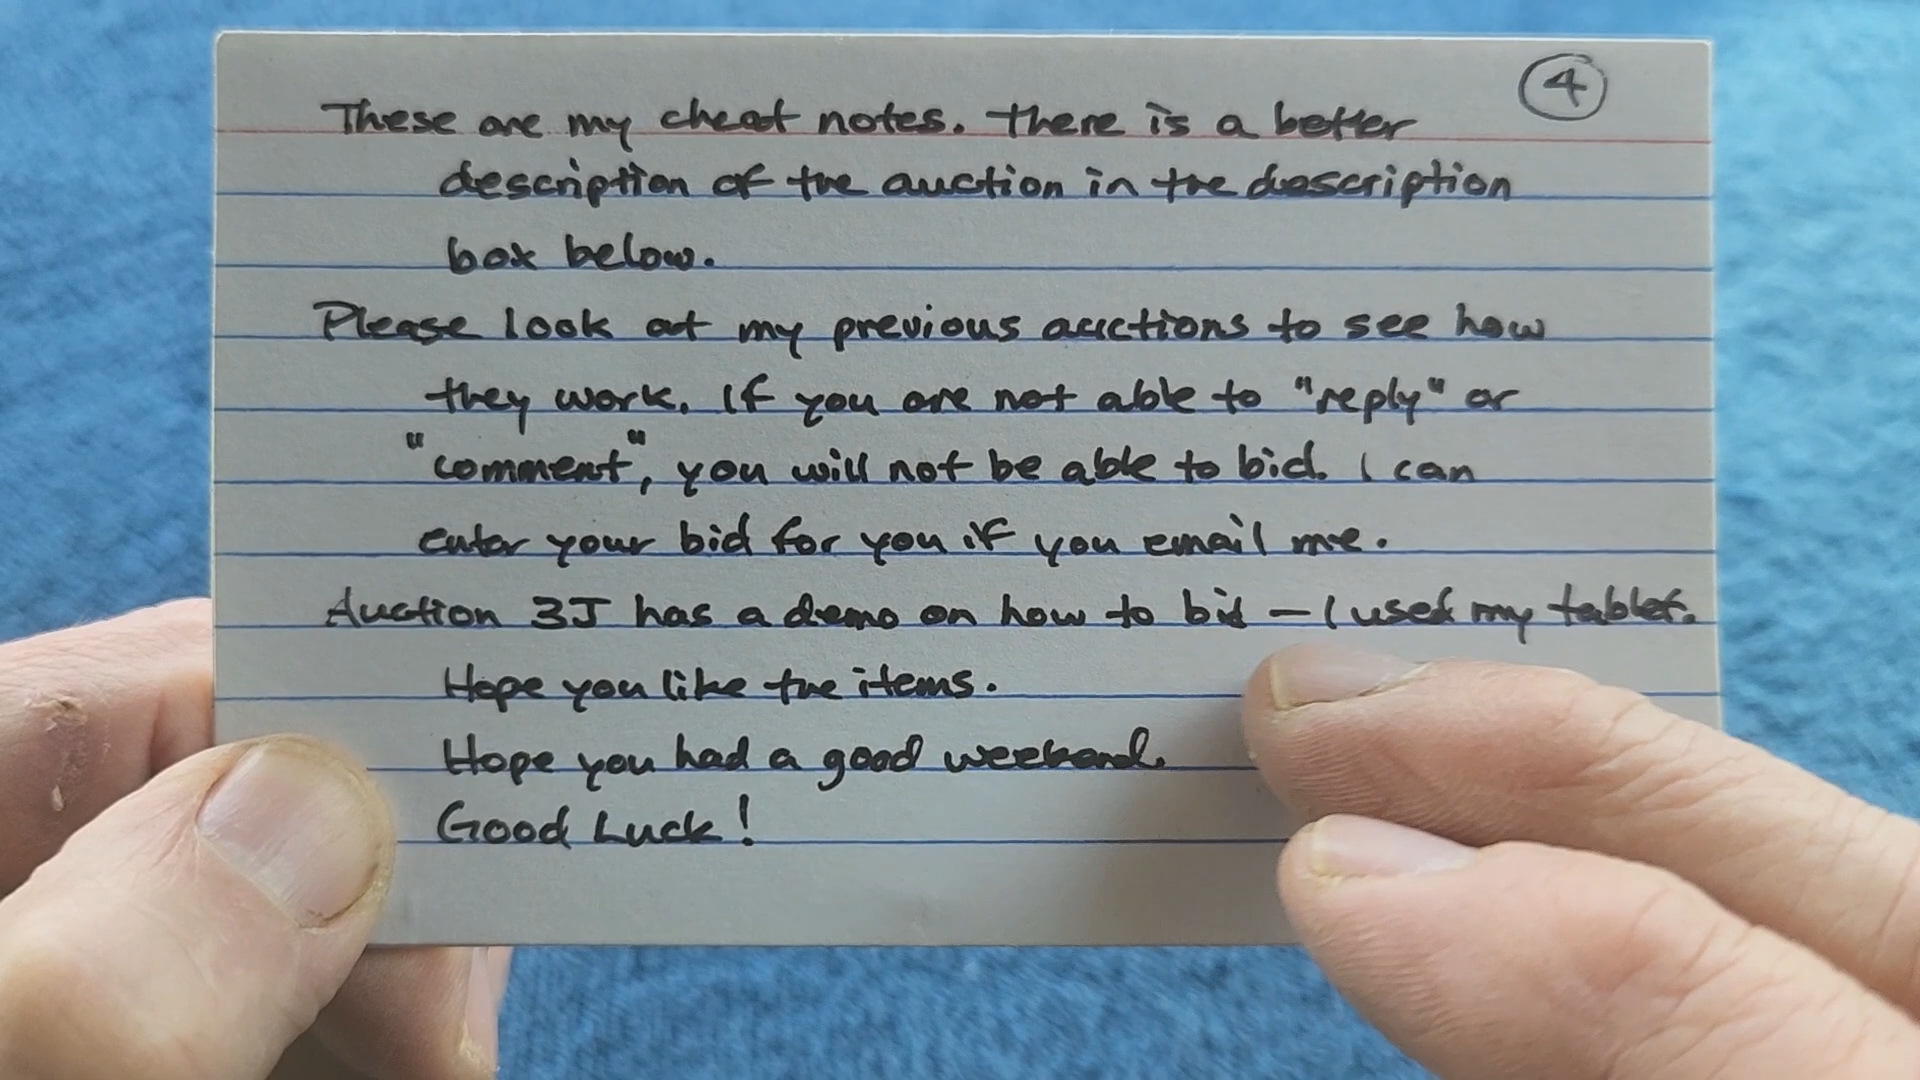 4
These are my cheat notes. There is a better
description of the auction in the description
box below.
Please look at my previous auctions to see how
they work. If you are not able to "reply" or
"comment", you will not be able to bid. I can
enter your bid for you if you email me.
Auction 3J has a demo on how to bid – I used my tablet.
Hope you like the items.
Hope you had a good weekend.
Good Luck!